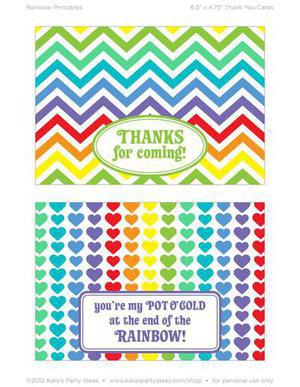 Rainbow Printables 6.5" x 4.75" Thank You Cards
THANKS
for coming!
you're my POT O'GOLD
at the end of the
RAINBOW!
©2012 Kara's Party Ideas • www.karaspartyideas.com/shop • for personal use only